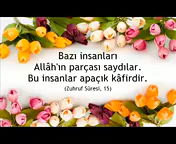 Bazı insanları
Allâh'ın parçası saydılar.
Bu insanlar apaçık kâfirdir.
(Zuhruf Sûresi, 15)